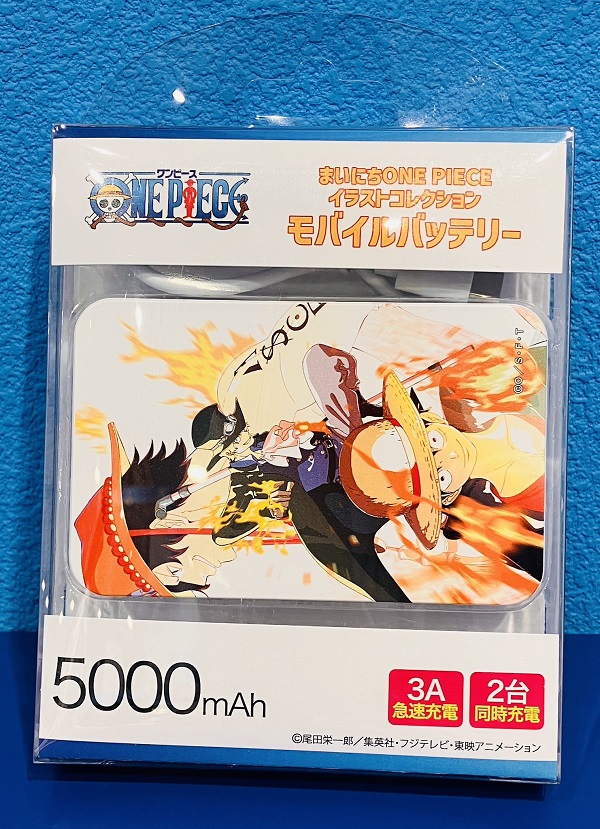 ワンピース
ONE PIECE
まいにちONE PIECE
イラストコレクション
モバイルバッテリー
ASCE
©O/S・F・T
5000mAh
3A
急速充電
2台
同時充電
©尾田栄一郎／集英社・フジテレビ・東映アニメーション